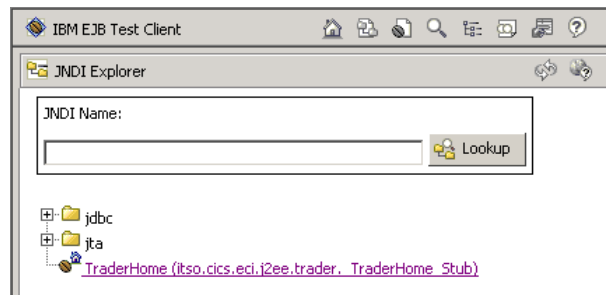 IBM EJB Test Client
JNDI Explorer
JNDI Name:
Lookup
jdbc
jta
TraderHome (itso.cics.eci.j2ee.trader._TraderHome_Stub)